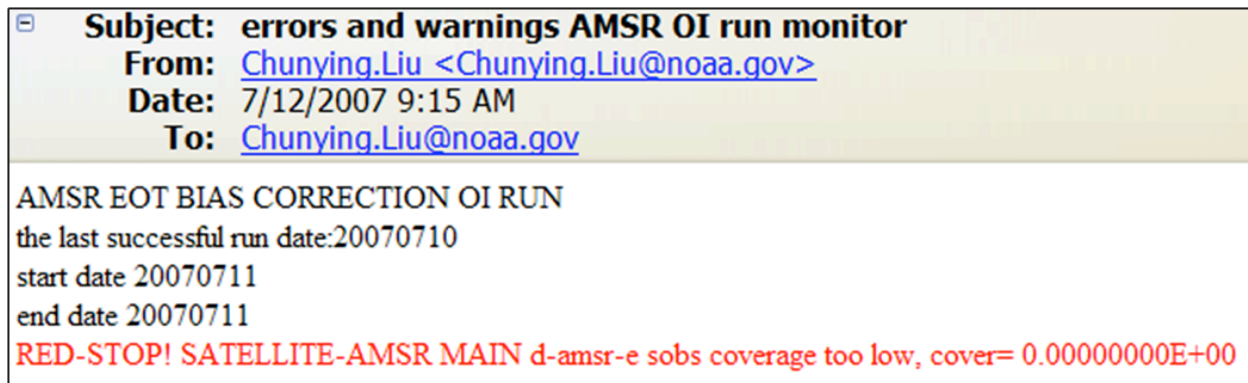 Subject: errors and warnings AMSR OI run monitor
From: Chunying.Liu <Chunying.Liu@noaa.gov>
Date: 7/12/2007 9:15 AM
To: Chunying.Liu@noaa.gov
AMSR EOT BIAS CORRECTION OI RUN
the last successful run date:20070710
start date 20070711
end date 20070711
RED-STOP! SATELLITE-AMSR MAIN d-amsr-e sobs coverage too low, cover= 0.00000000E+00